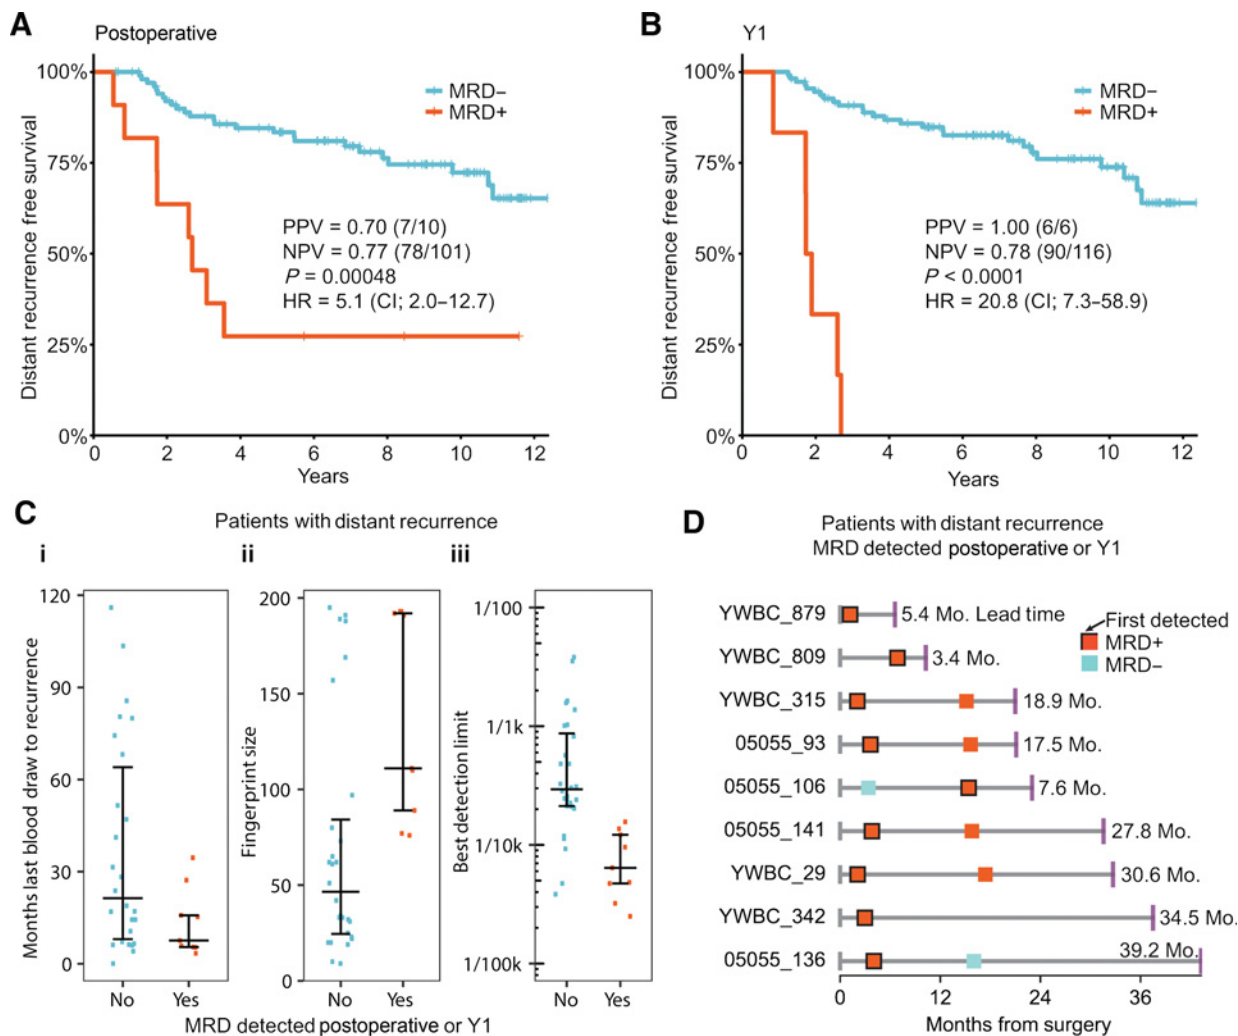 A
Postoperative
Distant recurrence free survival
100%
75%
50%
25%
0%
MRD−
MRD+
PPV = 0.70 (7/10)
NPV = 0.77 (78/101)
P = 0.00048
HR = 5.1 (CI; 2.0–12.7)
0 2 4 6 8 10 12
Years
B
Y1
Distant recurrence free survival
100%
75%
50%
25%
0%
MRD−
MRD+
PPV = 1.00 (6/6)
NPV = 0.78 (90/116)
P < 0.0001
HR = 20.8 (CI; 7.3–58.9)
0 2 4 6 8 10 12
Years
C
Patients with distant recurrence
i
Months last blood draw to recurrence
120
90
60
30
0
No Yes
ii
Fingerprint size
200
150
100
50
0
No Yes
iii
Best detection limit
1/100
1/1k
1/10k
1/100k
No Yes
MRD detected postoperative or Y1
D
Patients with distant recurrence
MRD detected postoperative or Y1
First detected
MRD+
MRD−
YWBC_879 5.4 Mo. Lead time
YWBC_809 3.4 Mo.
YWBC_315 18.9 Mo.
05055_93 17.5 Mo.
05055_106 7.6 Mo.
05055_141 27.8 Mo.
YWBC_29 30.6 Mo.
YWBC_342 34.5 Mo.
05055_136 39.2 Mo.
0 12 24 36
Months from surgery